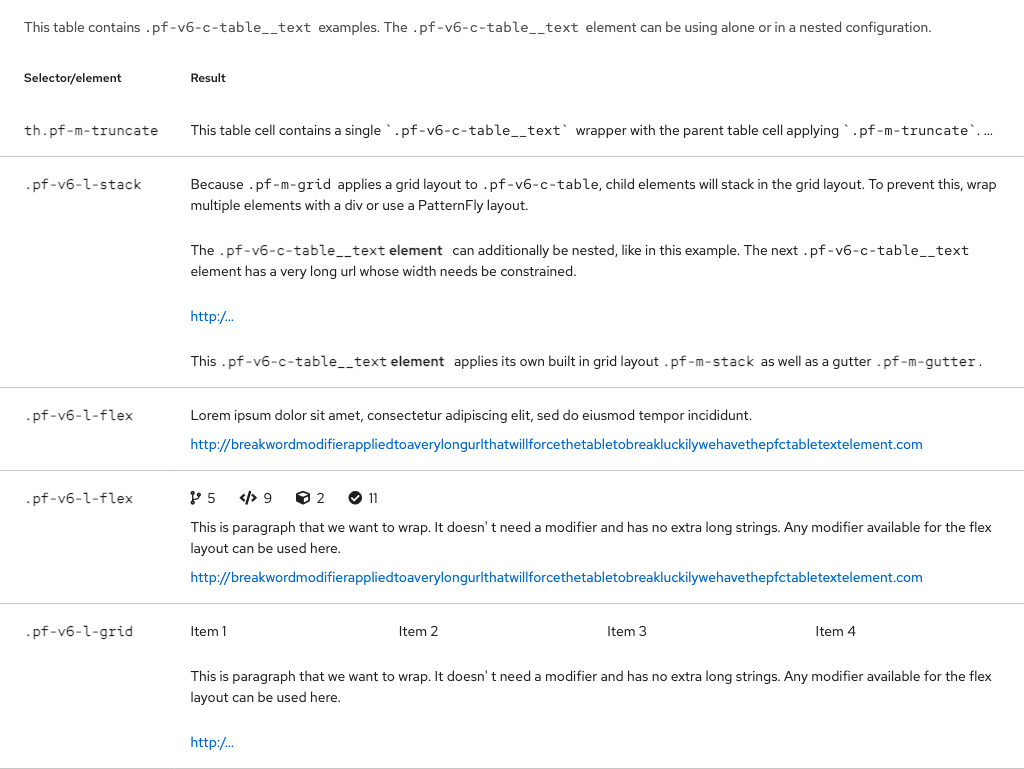 This table contains .pf-v6-c-table__text examples. The .pf-v6-c-table__text element can be using alone or in a nested configuration.
Selector/element Result
th.pf-m-truncate This table cell contains a single `.pf-v6-c-table__text` wrapper with the parent table cell applying `.pf-m-truncate`. ...
.pf-v6-l-stack Because .pf-m-grid applies a grid layout to .pf-v6-c-table, child elements will stack in the grid layout. To prevent this, wrap
multiple elements with a div or use a PatternFly layout.
The .pf-v6-c-table__text element can additionally be nested, like in this example. The next .pf-v6-c-table__text
element has a very long url whose width needs be constrained.
http:/...
This .pf-v6-c-table__text element applies its own built in grid layout .pf-m-stack as well as a gutter .pf-m-gutter.
.pf-v6-l-flex Lorem ipsum dolor sit amet, consectetur adipiscing elit, sed do eiusmod tempor incididunt.
http://breakwordmodifierappliedtoaverylongurlthatwillforcethetabletobreakluckilywehavethepfctabletextelement.com
.pf-v6-l-flex 5 9 2 11
This is paragraph that we want to wrap. It doesn' t need a modifier and has no extra long strings. Any modifier available for the flex
layout can be used here.
http://breakwordmodifierappliedtoaverylongurlthatwillforcethetabletobreakluckilywehavethepfctabletextelement.com
.pf-v6-l-grid Item 1 Item 2 Item 3 Item 4
This is paragraph that we want to wrap. It doesn' t need a modifier and has no extra long strings. Any modifier available for the flex
layout can be used here.
http:/...